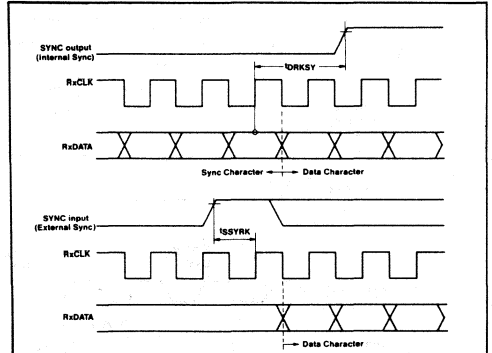 SYNC output
(Internal Sync)
tDRKSY
RxCLK
RxDATA
Sync Character
Data Character
SYNC input
(External Sync)
tSSYRK
RxCLK
RxDATA
Data Character